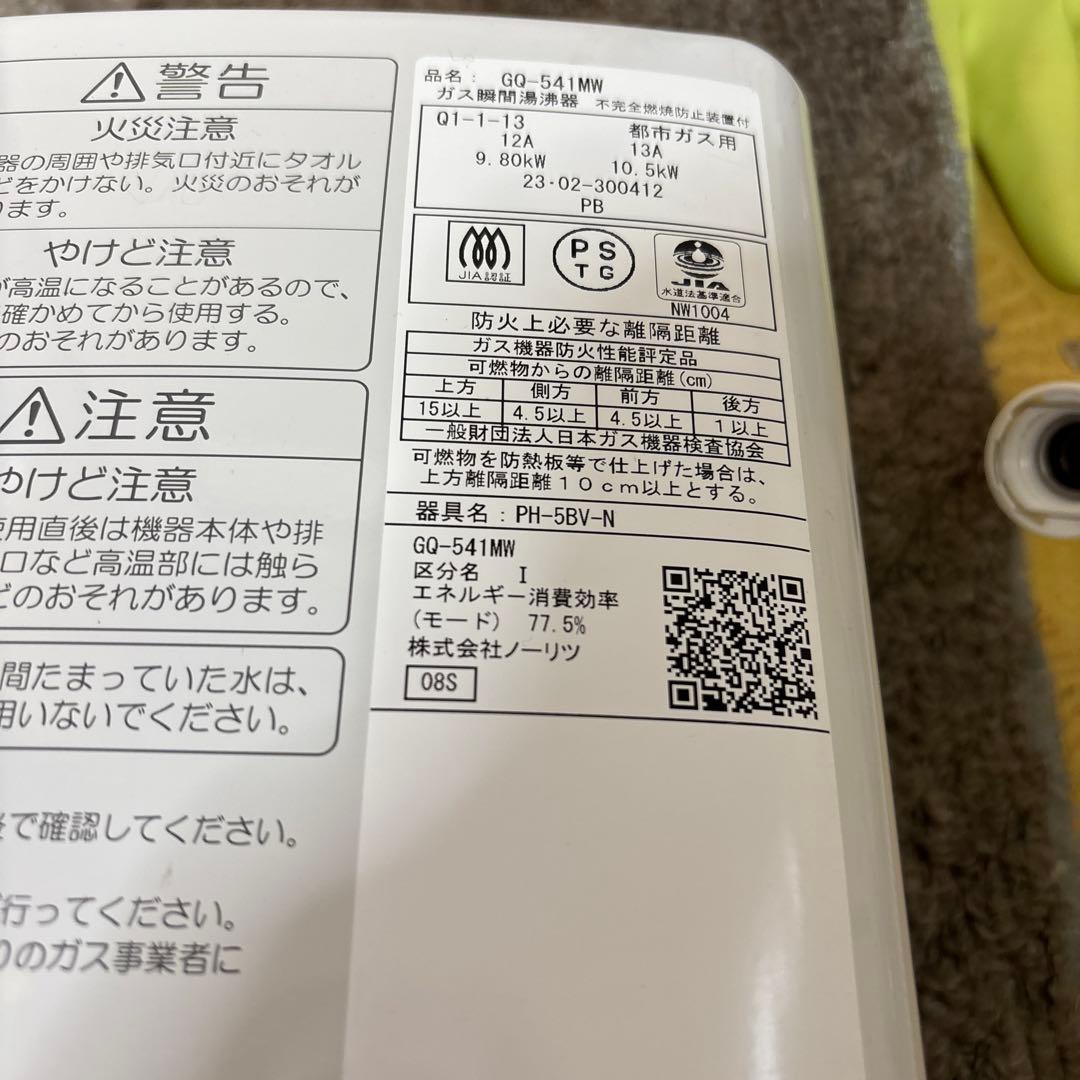 警告
火災注意
器の周囲や排気口付近にタオル
どをかけない。火災のおそれが
ります。
やけど注意
が高温になることがあるので、
確かめてから使用する。
のおそれがあります。
注意
やけど注意
使用直後は機器本体や排
口など高温部には触ら
どのおそれがあります。
間たまっていた水は、
用いないでください。
で確認してください。
行ってください。
りのガス事業者に
品名: GQ-541MW
ガス瞬間湯沸器 不完全燃焼防止装置付
Q1-1-13 都市ガス用
12A 13A
9.80kW 10.5kW
23・02-300412
PB
JIA認証
PS
TG
JIA
水道法基準適合
NW1004
防火上必要な離隔距離
ガス機器防火性能評定品
可燃物からの離隔距離(cm)
上方 側方 前方 後方
15以上 4.5以上 4.5以上 1以上
一般財団法人日本ガス機器検査協会
可燃物を防熱板等で仕上げた場合は、
上方離隔距離10cm以上とする。
器具名:PH-5BV-N
GQ-541MW
区分名 I
エネルギー消費効率
(モード) 77.5%
株式会社ノーリツ
08S